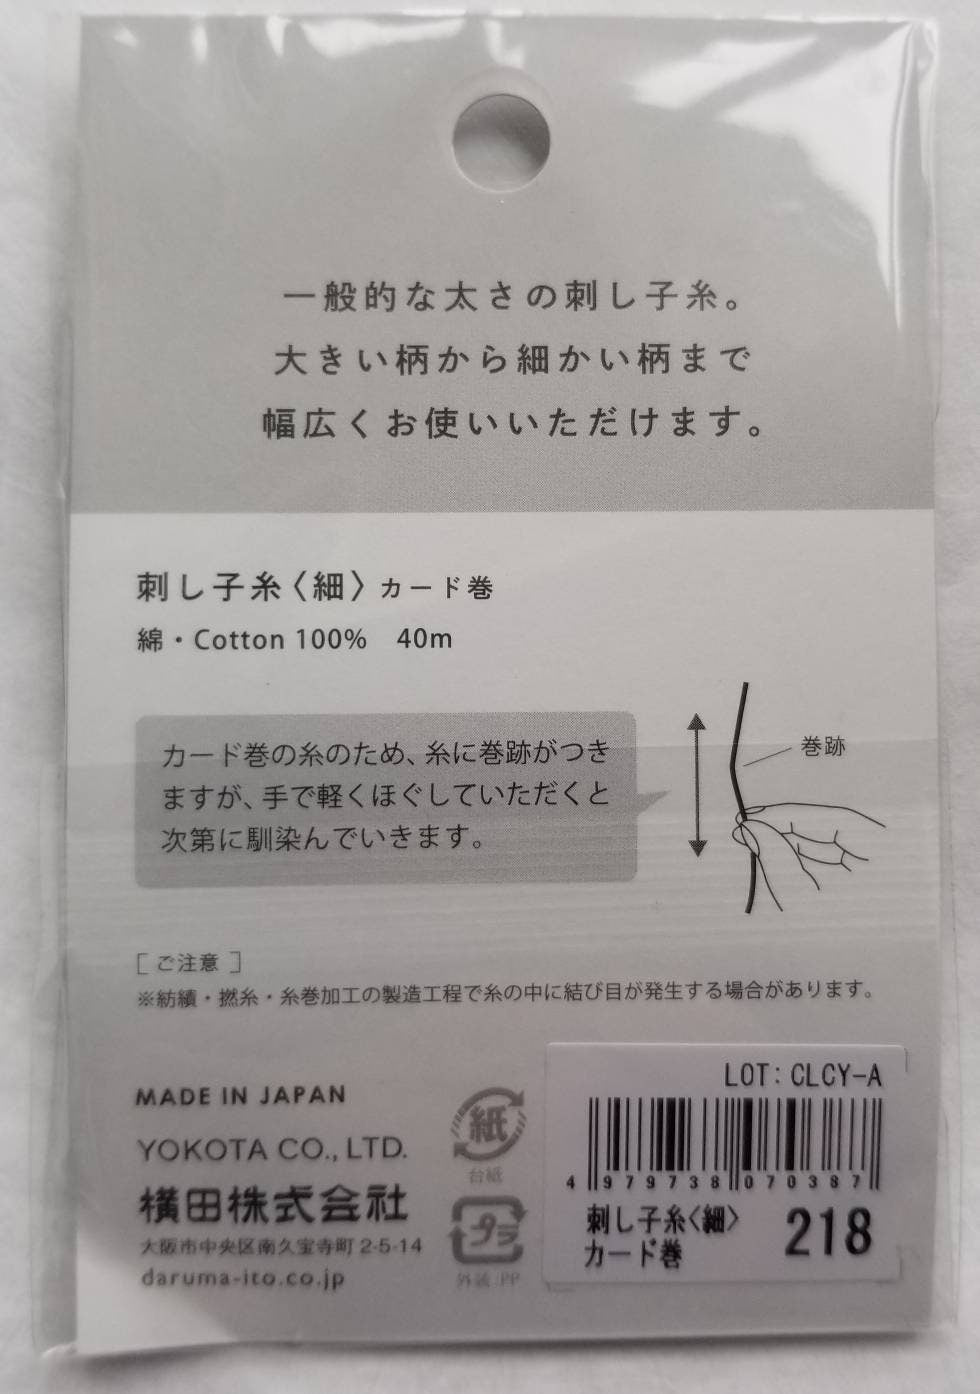 一般的な太さの刺し子糸。
大きい柄から細かい柄まで
幅広くお使いいただけます。
刺し子糸〈細〉カード巻
綿・Cotton 100%　40m
カード巻の糸のため、糸に巻跡がつき
ますが、手で軽くほぐしていただくと
次第に馴染んでいきます。
巻跡
［ご注意］
※紡績・撚糸・糸巻加工の製造工程で糸の中に結び目が発生する場合があります。
MADE IN JAPAN
YOKOTA CO., LTD.
横田株式会社
大阪市中央区南久宝寺町 2-5-14
daruma-ito.co.jp
紙
台紙
プラ
外装：PP
LOT: CLCY-A
4 979738 070387
刺し子糸〈細〉
カード巻
218